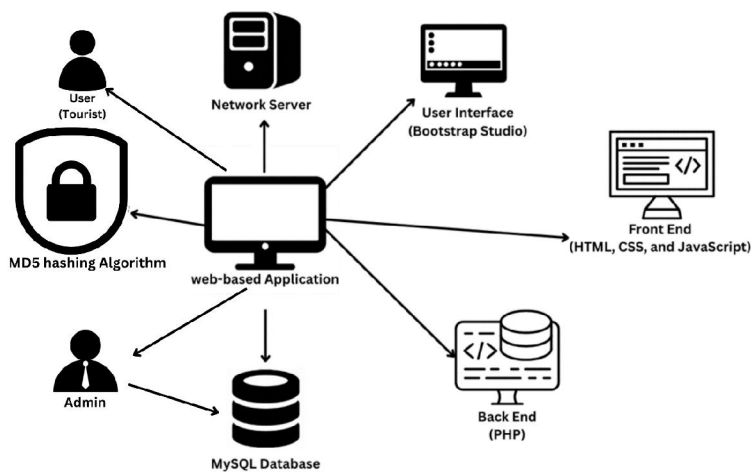 User
(Tourist)
Network Server
User Interface
(Bootstrap Studio)
</>
Front End
(HTML, CSS, and JavaScript)
MD5 hashing Algorithm
web-based Application
</>
Admin
Back End
(PHP)
MySQL Database